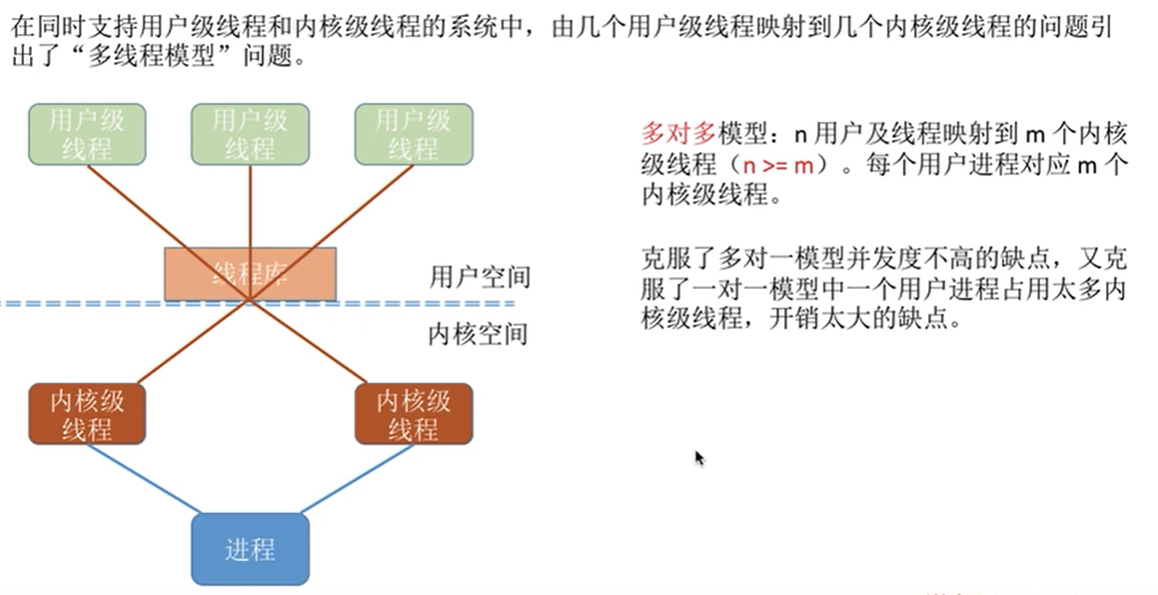 在同时支持用户级线程和内核级线程的系统中，由几个用户级线程映射到几个内核级线程的问题引
出了“多线程模型”问题。
用户级
线程
用户级
线程
用户级
线程
多对多模型：n 用户及线程映射到 m 个内核
级线程（n >= m）。每个用户进程对应 m 个
内核级线程。
线程库
用户空间
克服了多对一模型并发度不高的缺点，又克
服了一对一模型中一个用户进程占用太多内
核级线程，开销太大的缺点。
内核空间
内核级
线程
内核级
线程
进程